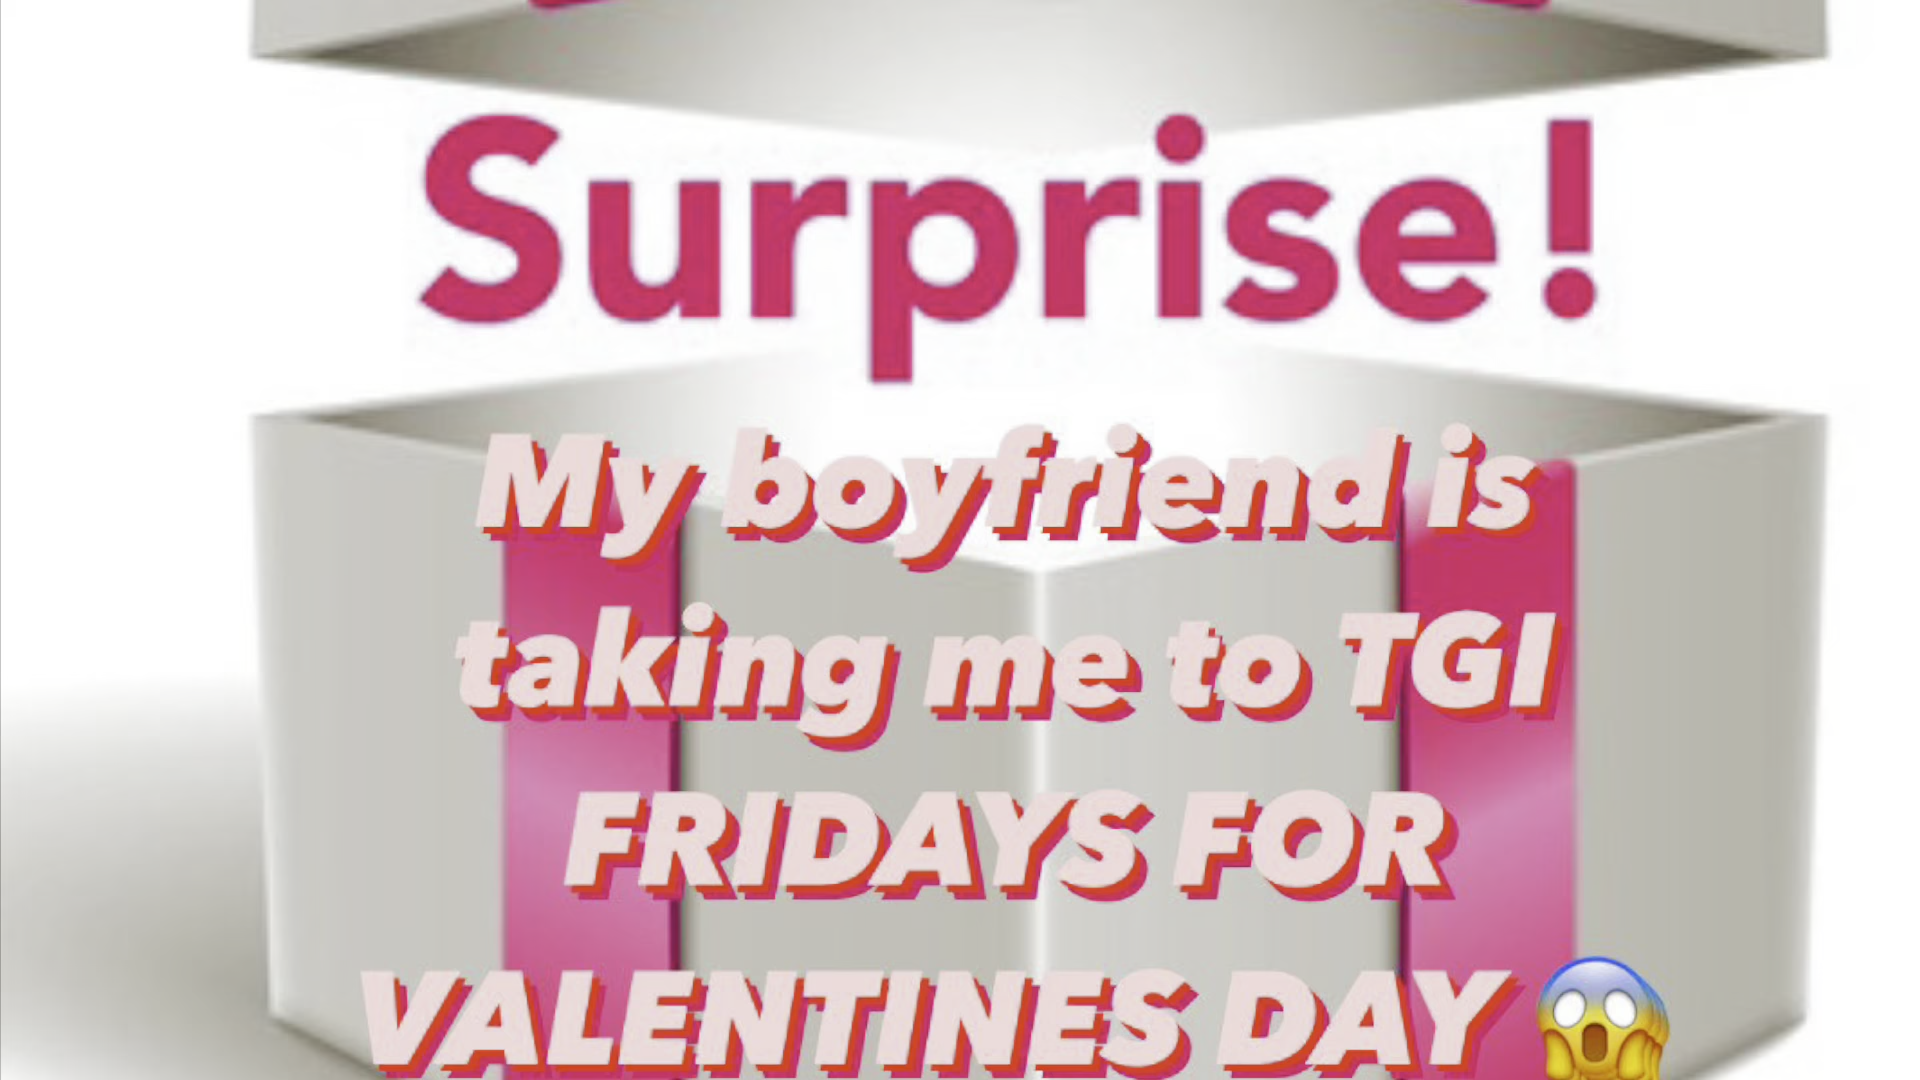 Surprise!
My boyfriend is
taking me to TGI
FRIDAYS FOR
VALENTINES DAY 😱